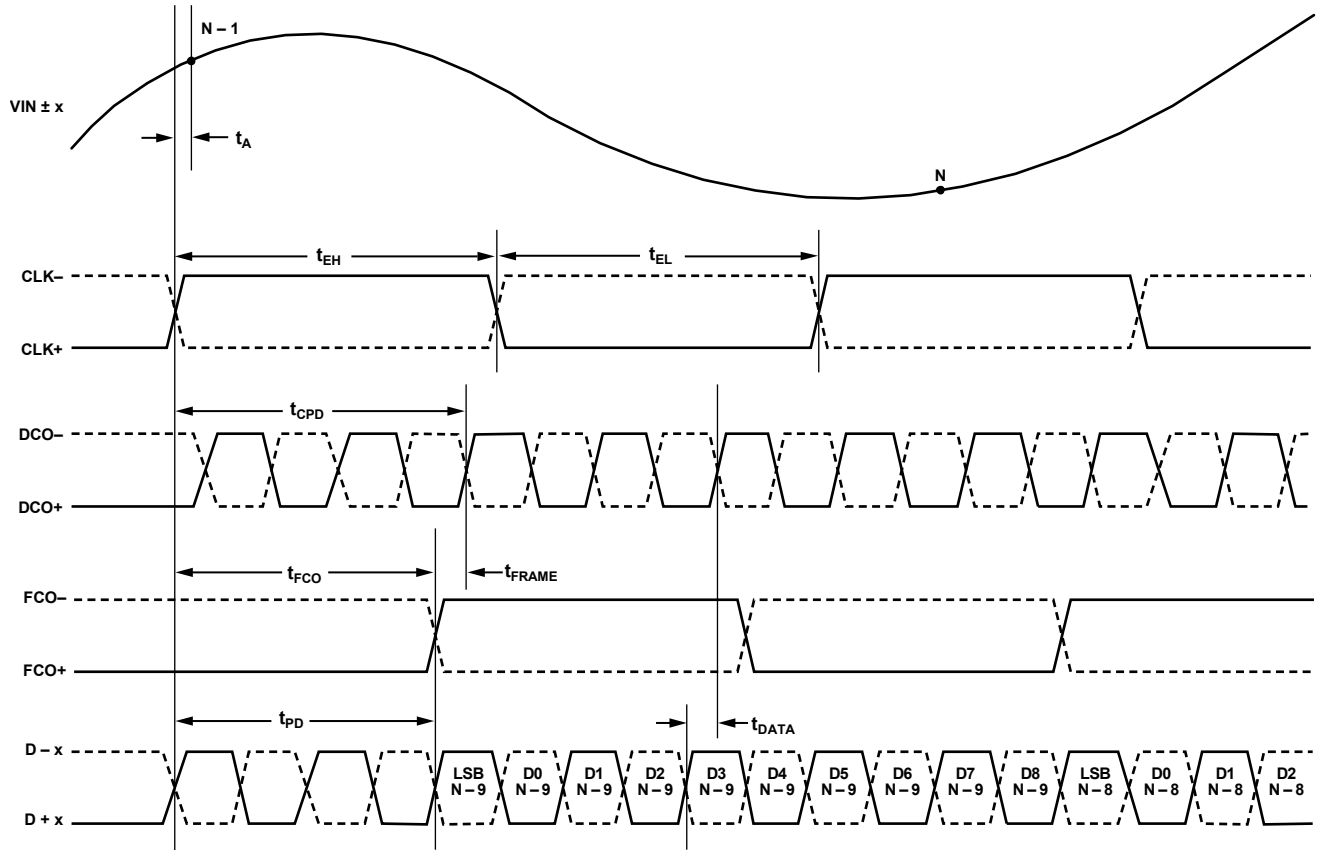 N – 1
VIN ± x
tA
N
tEH
tEL
CLK–
CLK+
tCPD
DCO–
DCO+
tFCO
tFRAME
FCO–
FCO+
tPD
tDATA
D – x
D + x
LSB N – 9
D0 N – 9
D1 N – 9
D2 N – 9
D3 N – 9
D4 N – 9
D5 N – 9
D6 N – 9
D7 N – 9
D8 N – 9
LSB N – 8
D0 N – 8
D1 N – 8
D2 N – 8